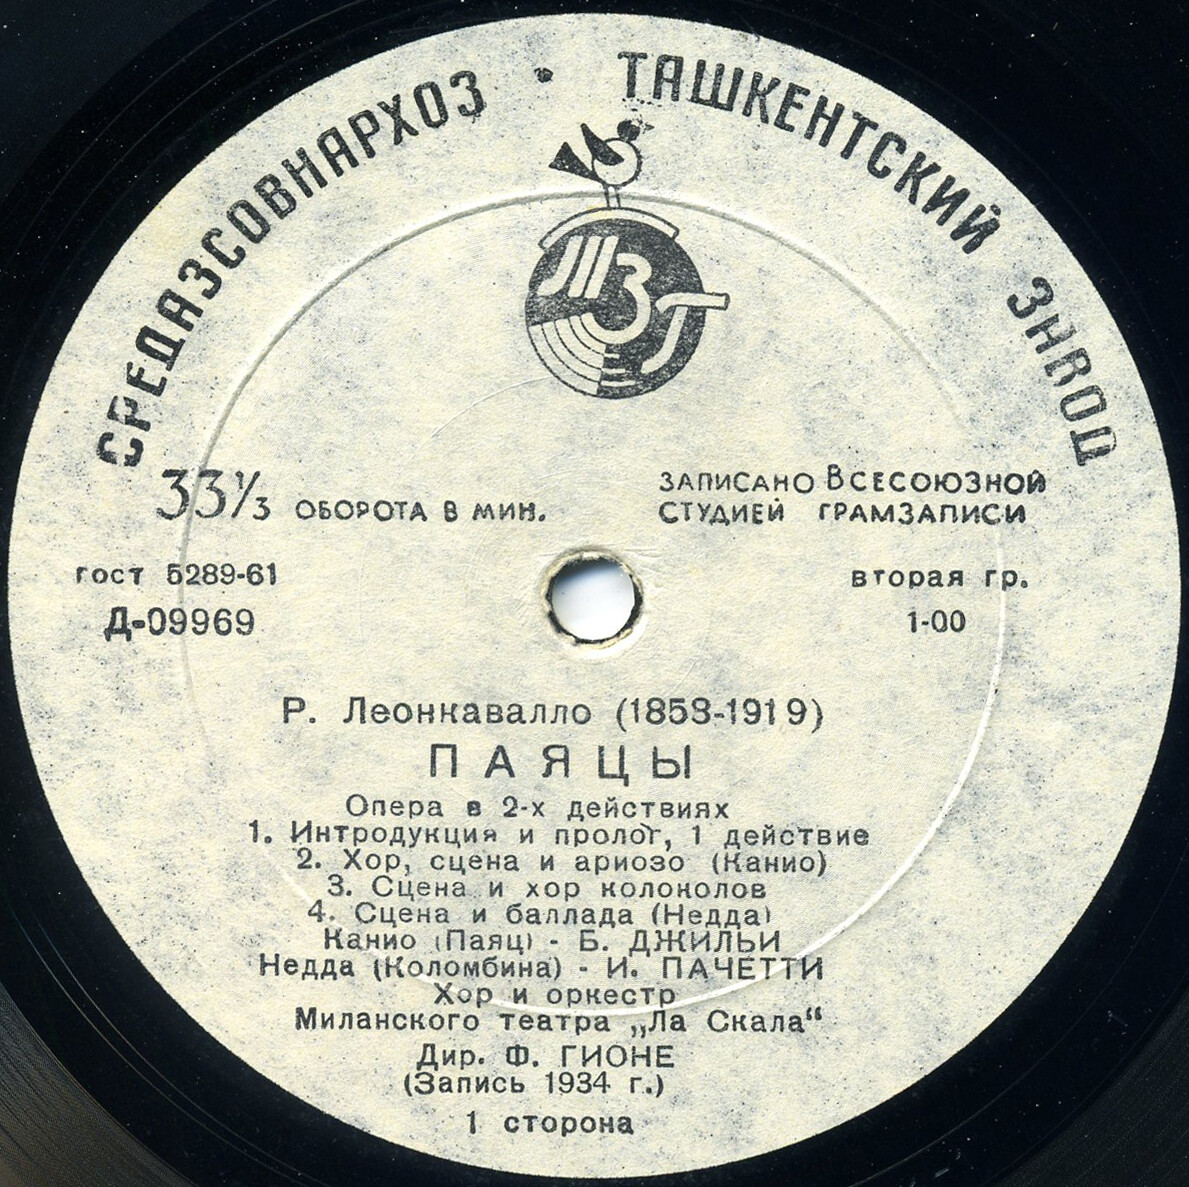 СРЕДАЗСОВНАРХОЗ • ТАШКЕНТСКИЙ ЗАВОД
ТЗГ
33⅓ ОБОРОТА В МИН.
ЗАПИСАНО ВСЕСОЮЗНОЙ
СТУДИЕЙ ГРАМЗАПИСИ
гост 5289-61
вторая гр.
Д-09969
1-00
Р. Леонкавалло (1858-1919)
ПАЯЦЫ
Опера в 2-х действиях
1. Интродукция и пролог, 1 действие
2. Хор, сцена и ариозо (Канио)
3. Сцена и хор колоколов
4. Сцена и баллада (Недда)
Канио (Паяц) - Б. ДЖИЛЬИ
Недда (Коломбина) - И. ПАЧЕТТИ
Хор и оркестр
Миланского театра „Ла Скала“
Дир. Ф. ГИОНЕ
(Запись 1934 г.)
1 сторона